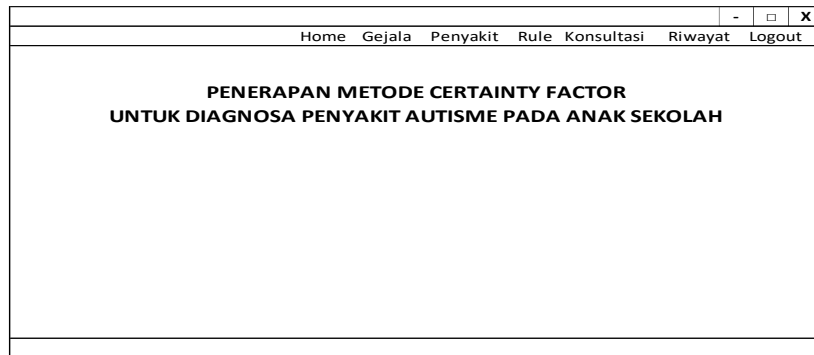 - □ X
Home Gejala Penyakit Rule Konsultasi Riwayat Logout
PENERAPAN METODE CERTAINTY FACTOR
UNTUK DIAGNOSA PENYAKIT AUTISME PADA ANAK SEKOLAH